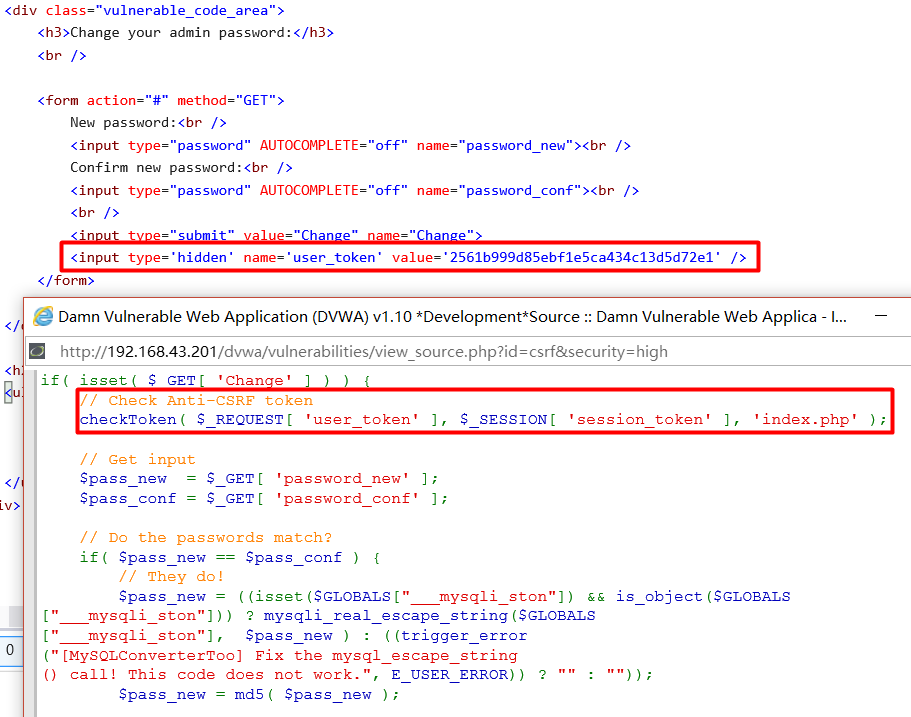 <div class="vulnerable_code_area">
<h3>Change your admin password:</h3>
<br />
<form action="#" method="GET">
New password:<br />
<input type="password" AUTOCOMPLETE="off" name="password_new"><br />
Confirm new password:<br />
<input type="password" AUTOCOMPLETE="off" name="password_conf"><br />
<br />
<input type="submit" value="Change" name="Change">
<input type='hidden' name='user_token' value='2561b999d85ebf1e5ca434c13d5d72e1' />
</form>
Damn Vulnerable Web Application (DVWA) v1.10 *Development*Source :: Damn Vulnerable Web Applica - I...
http://192.168.43.201/dvwa/vulnerabilities/view_source.php?id=csrf&security=high
if( isset( $_GET[ 'Change' ] ) ) {
// Check Anti-CSRF token
checkToken( $_REQUEST[ 'user_token' ], $_SESSION[ 'session_token' ], 'index.php' );
// Get input
$pass_new  = $_GET[ 'password_new' ];
$pass_conf = $_GET[ 'password_conf' ];
// Do the passwords match?
if( $pass_new == $pass_conf ) {
// They do!
$pass_new = ((isset($GLOBALS["___mysqli_ston"]) && is_object($GLOBALS
["___mysqli_ston"])) ? mysqli_real_escape_string($GLOBALS
["___mysqli_ston"],  $pass_new ) : ((trigger_error
("[MySQLConverterToo] Fix the mysql_escape_string
() call! This code does not work.", E_USER_ERROR)) ? "" : ""));
$pass_new = md5( $pass_new );
0